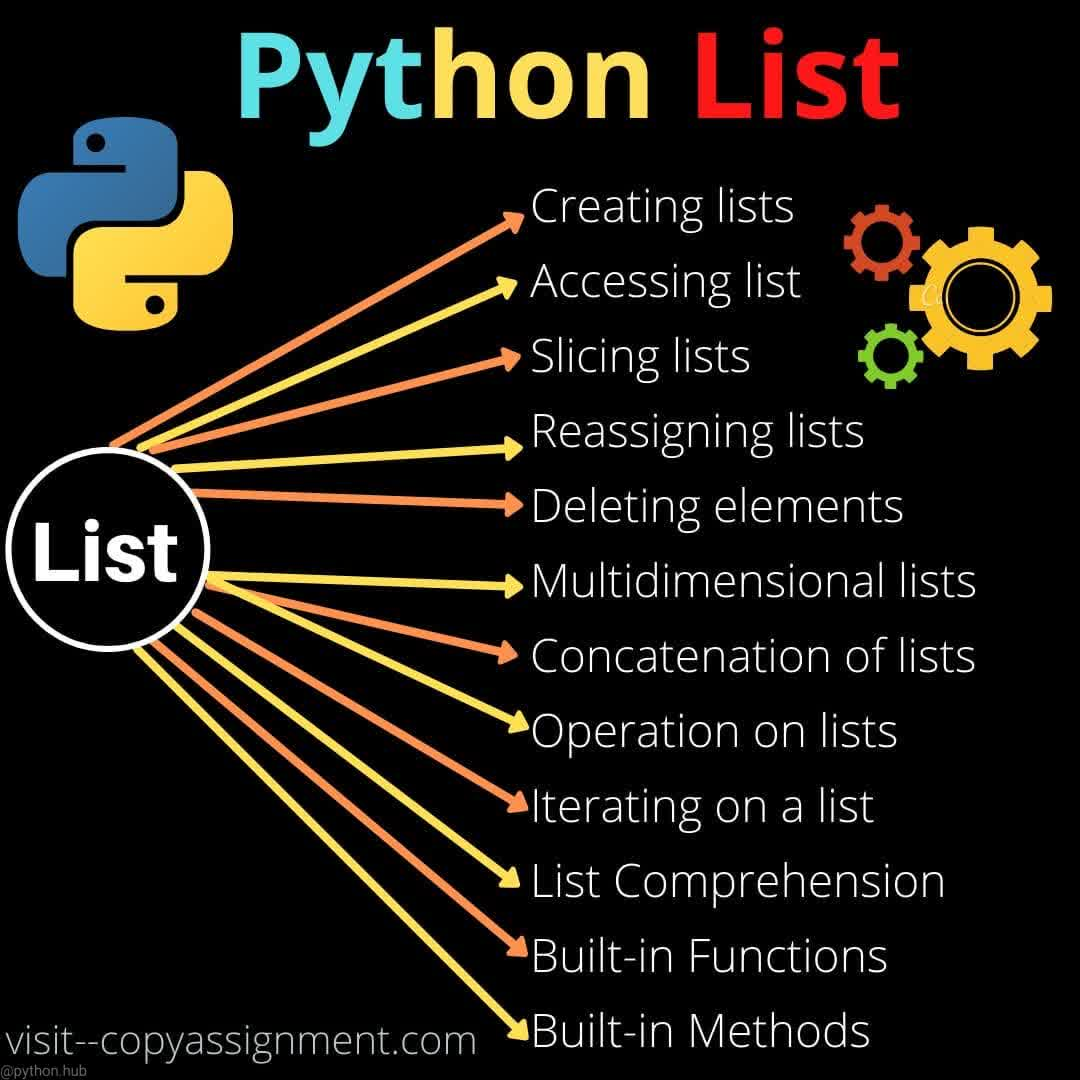 Python List
Creating lists
Accessing list
Slicing lists
Reassigning lists
Deleting elements
List
Multidimensional lists
Concatenation of lists
Operation on lists
Iterating on a list
List Comprehension
Built-in Functions
Built-in Methods
visit--copyassignment.com
@python.hub